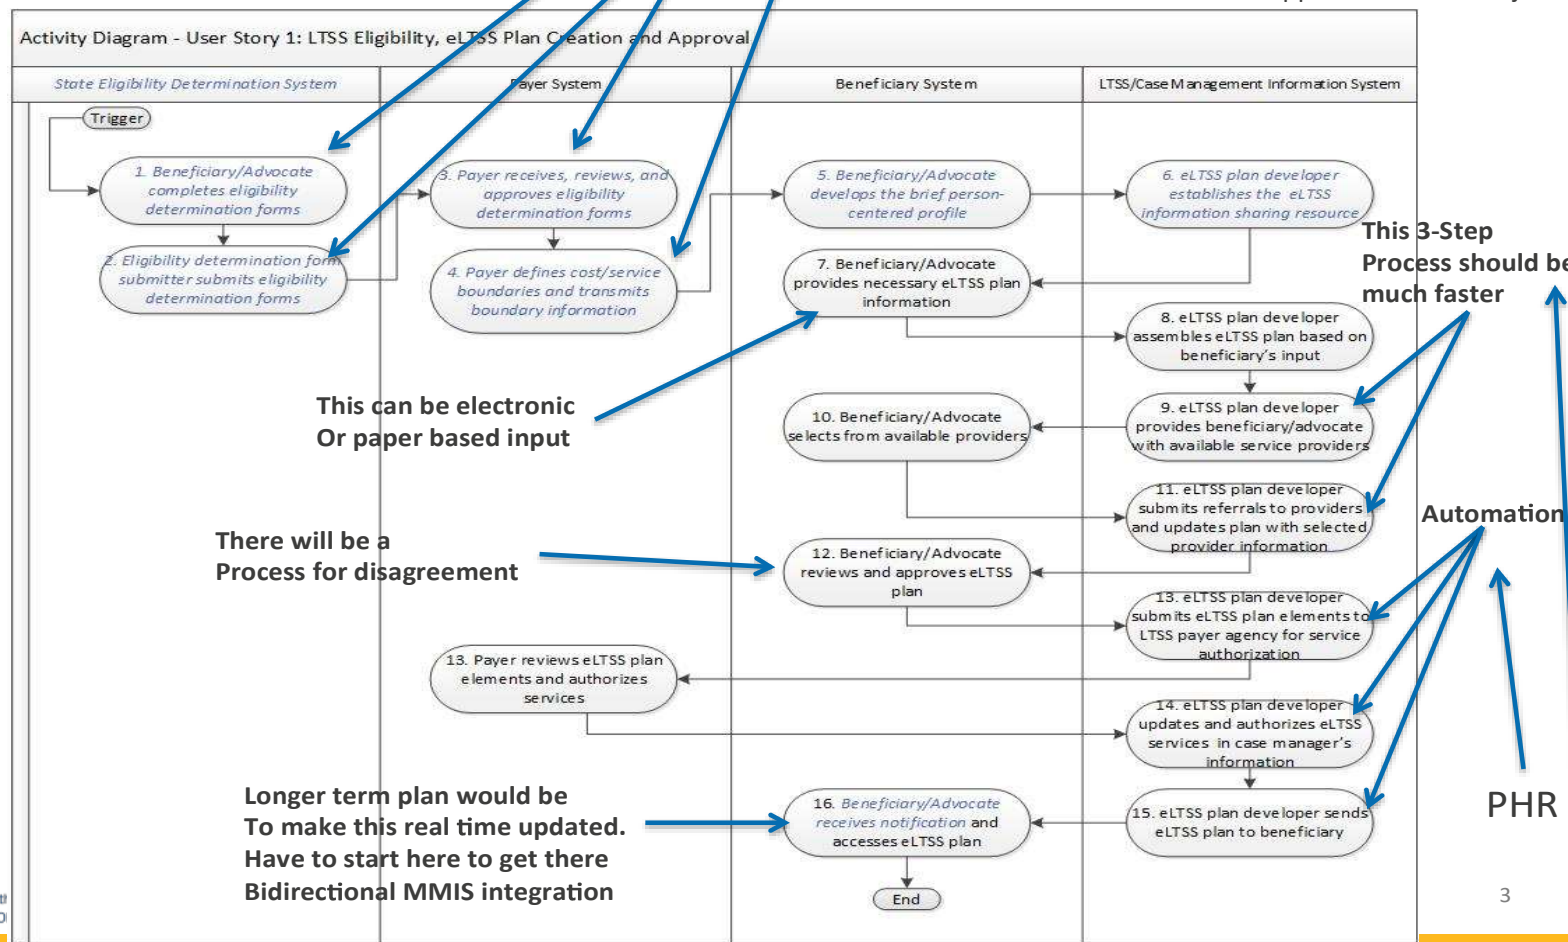 Activity Diagram - User Story 1: LTSS Eligibility, eLTSS Plan Creation and Approval
State Eligibility Determination System
Payer System
Beneficiary System
LTSS/Case Management Information System
Trigger
1. Beneficiary/Advocate
completes eligibility
determination forms
2. Eligibility determination form
submitter submits eligibility
determination forms
3. Payer receives, reviews, and
approves eligibility
determination forms
4. Payer defines cost/service
boundaries and transmits
boundary information
5. Beneficiary/Advocate
develops the brief person-
centered profile
6. eLTSS plan developer
establishes the eLTSS
information sharing resource
This 3-Step
Process should be
much faster
7. Beneficiary/Advocate
provides necessary eLTSS plan
information
8. eLTSS plan developer
assembles eLTSS plan based on
beneficiary's input
This can be electronic
Or paper based input
9. eLTSS plan developer
provides beneficiary/advocate
with available service providers
10. Beneficiary/Advocate
selects from available providers
11. eLTSS plan developer
submits referrals to providers
and updates plan with selected
provider information
Automation
There will be a
Process for disagreement
12. Beneficiary/Advocate
reviews and approves eLTSS
plan
13. eLTSS plan developer
submits eLTSS plan elements to
LTSS payer agency for service
authorization
13. Payer reviews eLTSS plan
elements and authorizes
services
14. eLTSS plan developer
updates and authorizes eLTSS
services in case manager's
information
PHR
Longer term plan would be
To make this real time updated.
Have to start here to get there
Bidirectional MMIS integration
15. eLTSS plan developer sends
eLTSS plan to beneficiary
16. Beneficiary/Advocate
receives notification and
accesses eLTSS plan
End
3